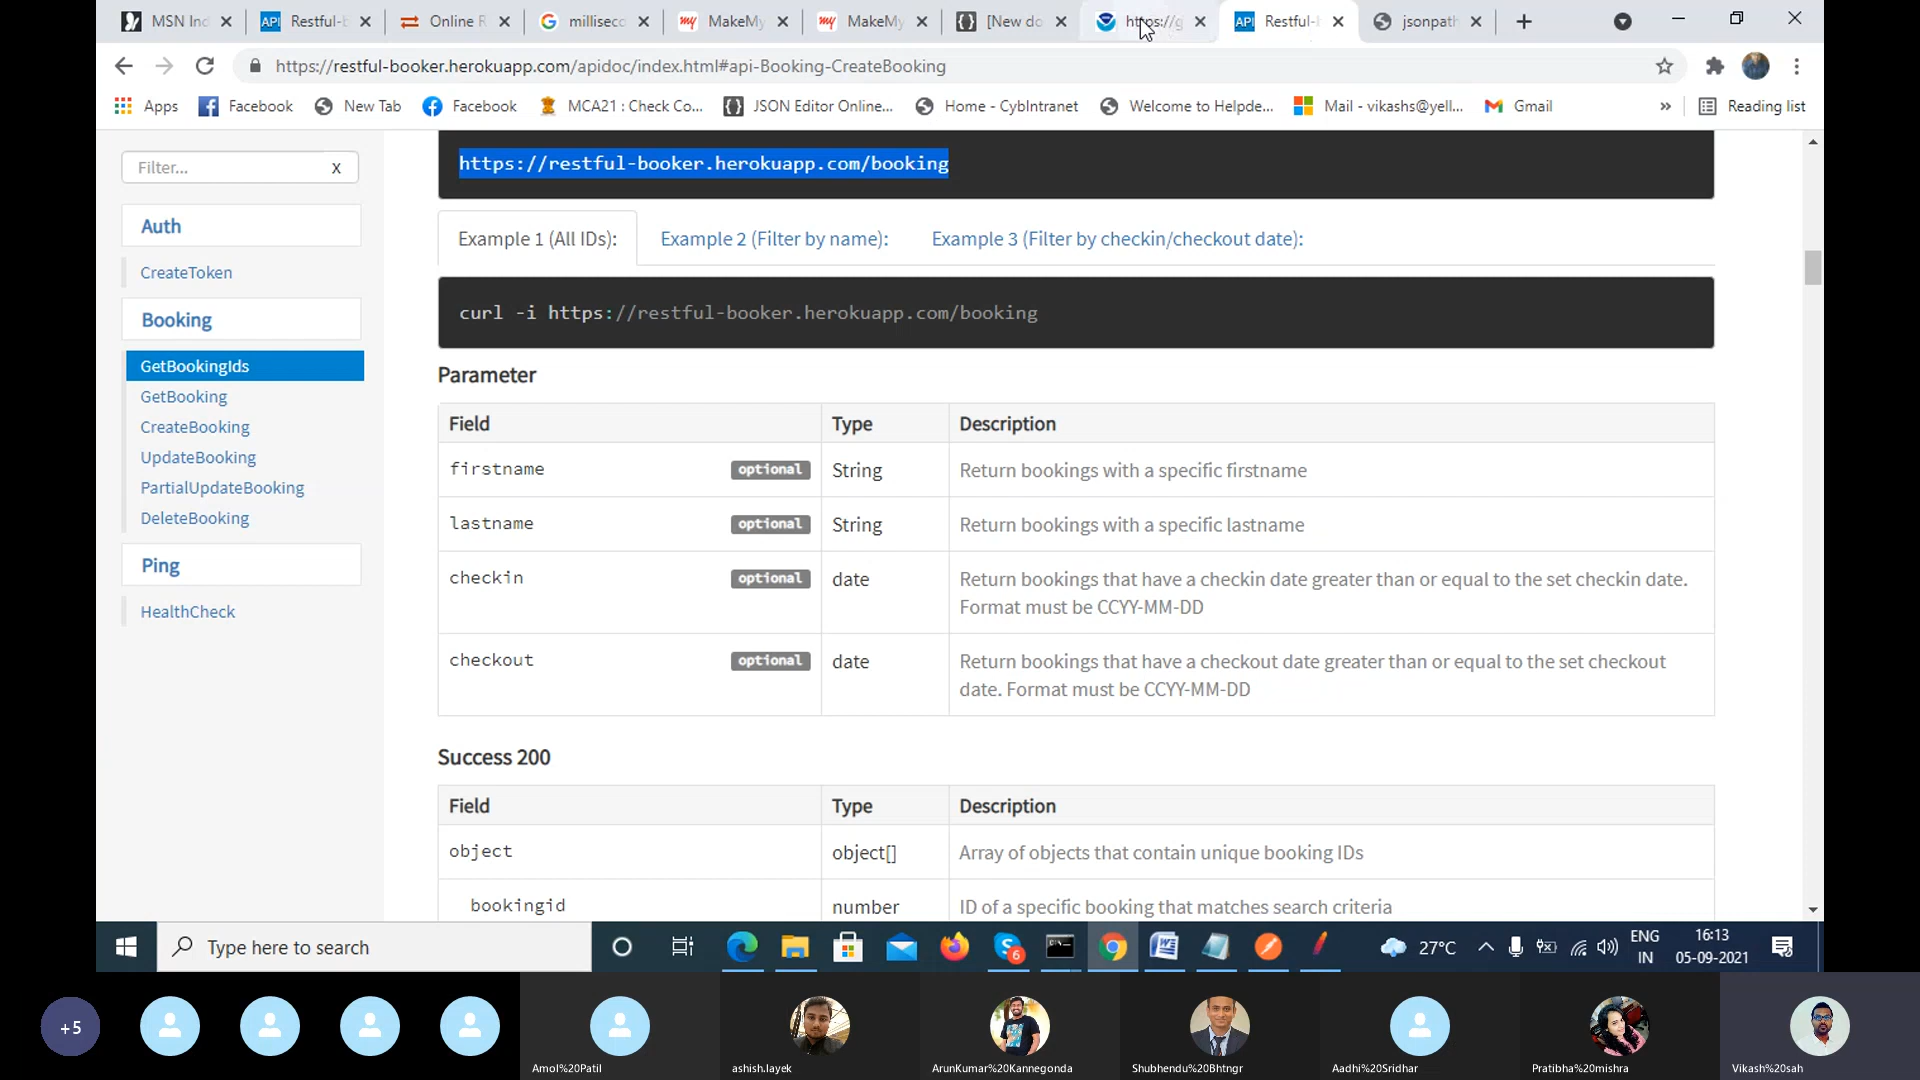 MSN Ind
Restful-b
Online R
millisecc
MakeMy
MakeMy
[New do
https://g
Restful-b
jsonpath
https://restful-booker.herokuapp.com/apidoc/index.html#api-Booking-CreateBooking
Apps
Facebook
New Tab
Facebook
MCA21 : Check Co...
JSON Editor Online...
Home - CybIntranet
Welcome to Helpde...
Mail - vikashs@yell...
Gmail
»
Reading list
Filter...
x
Auth
CreateToken
Booking
GetBookingIds
GetBooking
CreateBooking
UpdateBooking
PartialUpdateBooking
DeleteBooking
Ping
HealthCheck
https://restful-booker.herokuapp.com/booking
Example 1 (All IDs):
Example 2 (Filter by name):
Example 3 (Filter by checkin/checkout date):
curl -i https://restful-booker.herokuapp.com/booking
Parameter
Field Type Description
firstname optional String Return bookings with a specific firstname
lastname optional String Return bookings with a specific lastname
checkin optional date Return bookings that have a checkin date greater than or equal to the set checkin date.
Format must be CCYY-MM-DD
checkout optional date Return bookings that have a checkout date greater than or equal to the set checkout
date. Format must be CCYY-MM-DD
Success 200
Field Type Description
object object[] Array of objects that contain unique booking IDs
bookingid number ID of a specific booking that matches search criteria
Type here to search
6
27°C
ENG
IN
16:13
05-09-2021
+5
Amol%20Patil
ashish.layek
ArunKumar%20Kannegonda
Shubhendu%20Bhtngr
Aadhi%20Sridhar
Pratibha%20mishra
Vikash%20sah